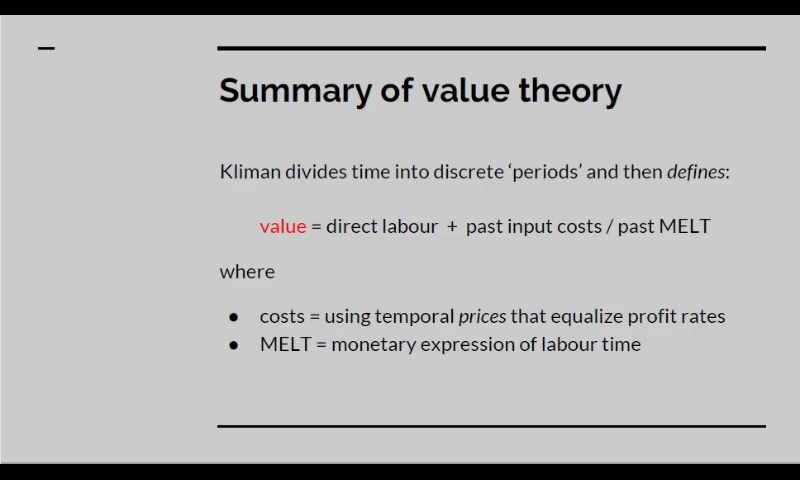 Summary of value theory
Kliman divides time into discrete ‘periods’ and then defines:
value = direct labour + past input costs / past MELT
where
● costs = using temporal prices that equalize profit rates
● MELT = monetary expression of labour time